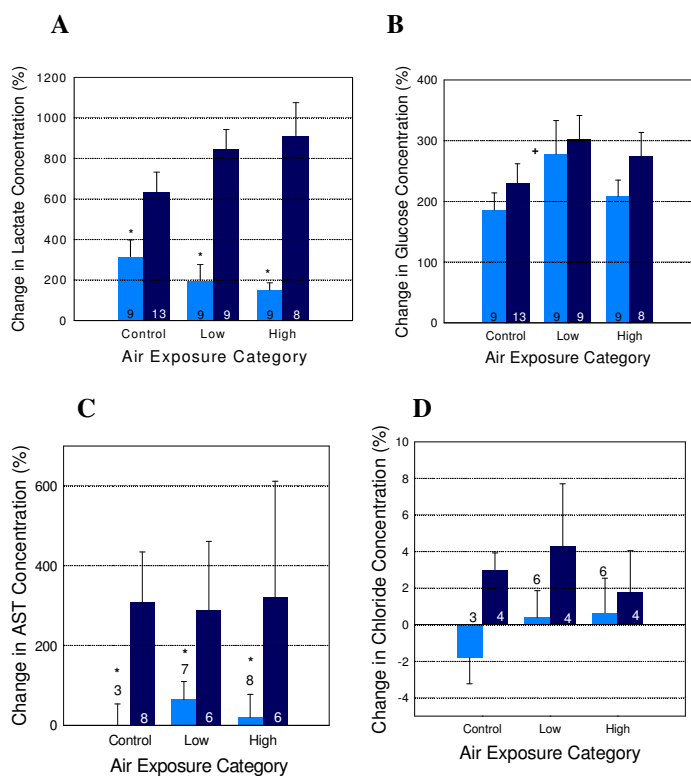 A
Change in Lactate Concentration (%)
1200
1000
800
600
400
200
0
*
*
*
9
13
9
9
9
8
Control
Low
High
Air Exposure Category
B
Change in Glucose Concentration (%)
400
300
200
100
0
+
9
13
9
9
9
8
Control
Low
High
Air Exposure Category
C
Change in AST Concentration (%)
600
400
200
0
*
3
8
*
7
6
*
8
6
Control
Low
High
Air Exposure Category
D
Change in Chloride Concentration (%)
10
8
6
4
2
0
-2
-4
3
4
6
4
6
4
Control
Low
High
Air Exposure Category